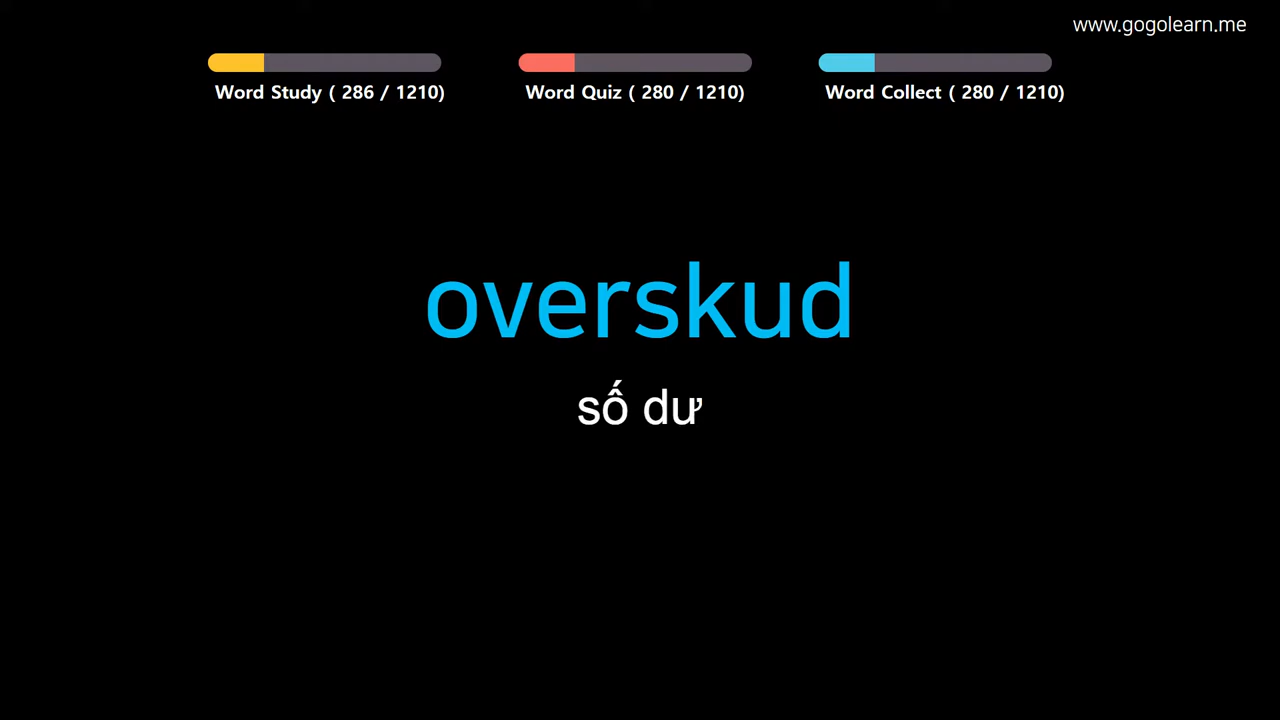 www.gogolearn.me
Word Study ( 286 / 1210)
Word Quiz ( 280 / 1210)
Word Collect ( 280 / 1210)
overskud
số dư